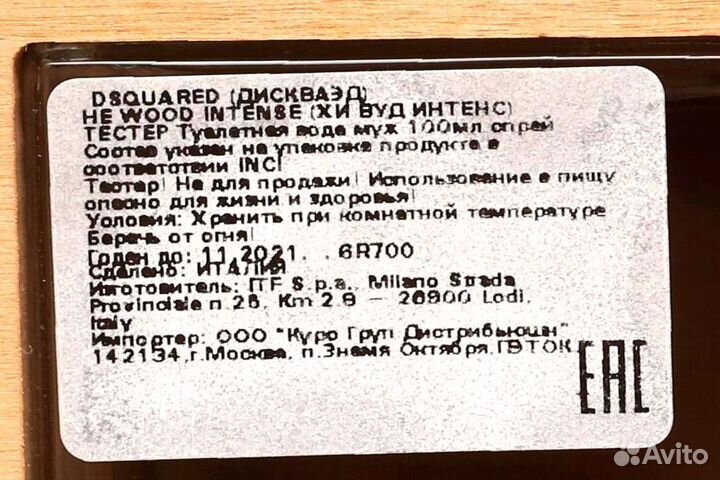 DSQUARED (ДИСКВАЭД)
HE WOOD INTENSE (ХИ ВУД ИНТЕНС)
ТЕСТЕР Туалетная вода муж 100мл спрей
Состав указан на упаковке продукта в
соответствии INCI
Тестер! Не для продажи! Использование в пищу
опасно для жизни и здоровья!
Условия: Хранить при комнатной температуре
Беречь от огня!
Годен до: 11.2021. . 6R700
Сделано: ИТАЛИЯ
Изготовитель: ITF S.p.a., Milano Strada
Provinciale n.26, Km 2.9 – 26900 Lodi,
Italy
Импортер: ООО "Куро Груп Дистрибьюшн"
142134,г.Москва, п.Знамя Октября,
EAC
Avito